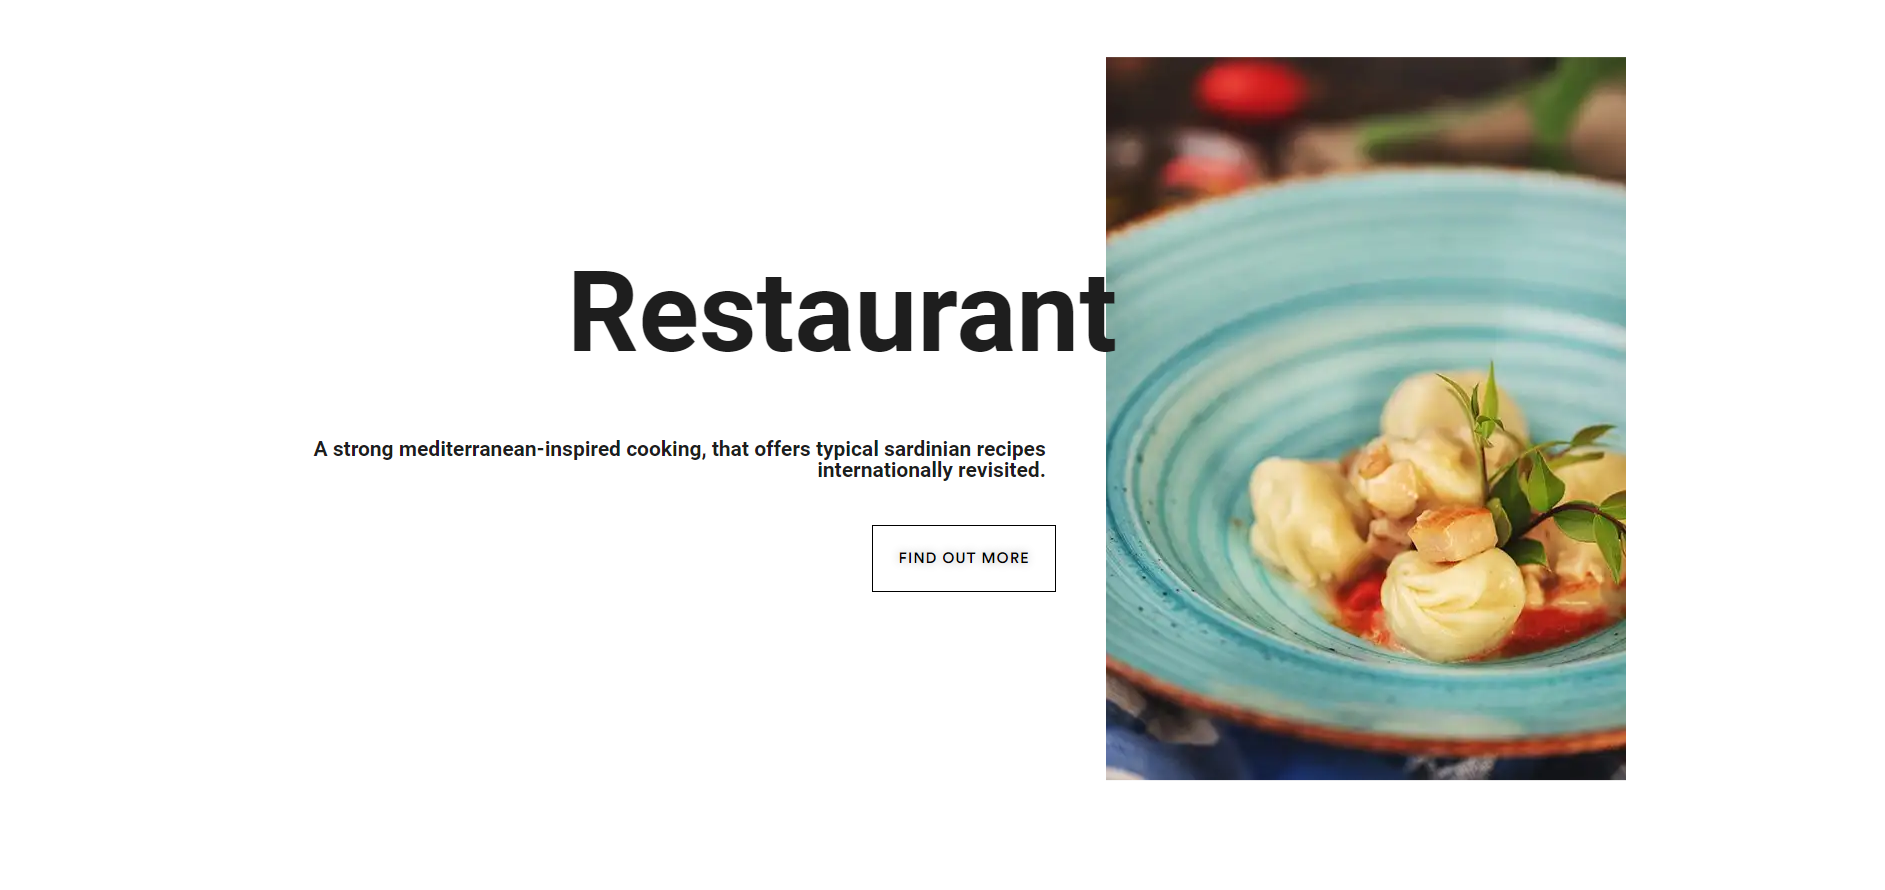 Restaurant
A strong mediterranean-inspired cooking, that offers typical sardinian recipes
internationally revisited.
FIND OUT MORE